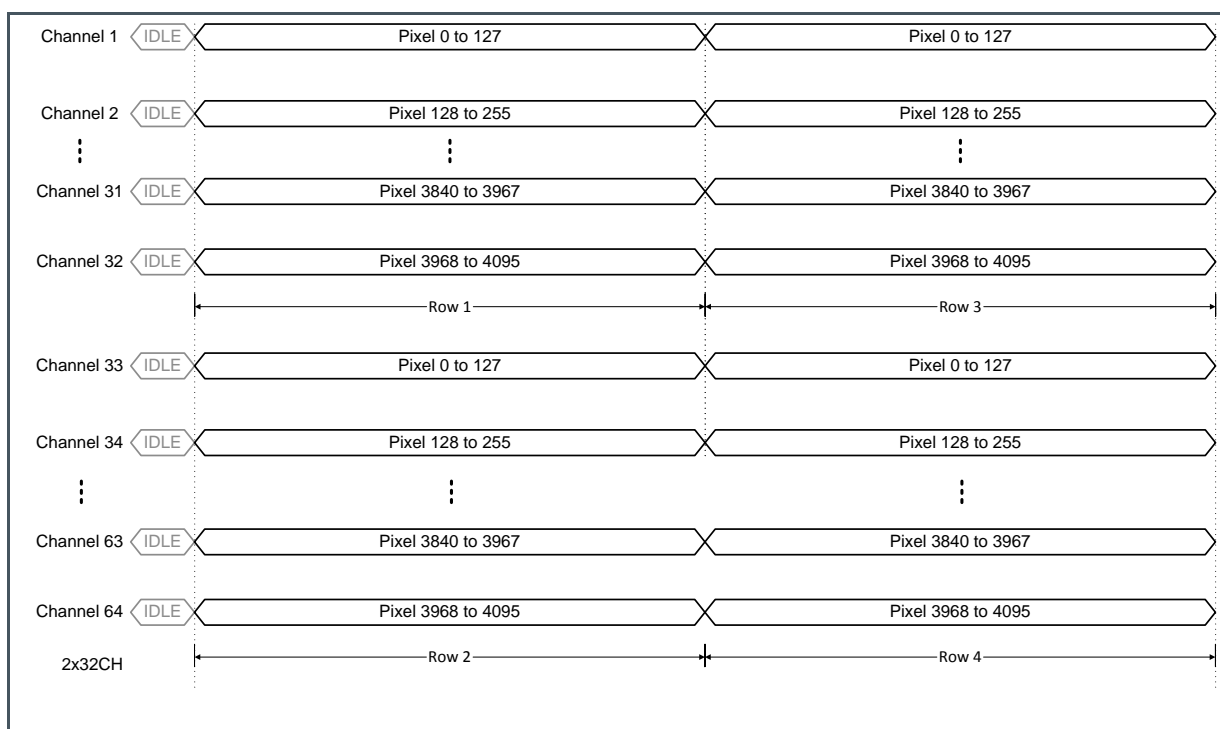 Channel 1 IDLE Pixel 0 to 127 Pixel 0 to 127
Channel 2 IDLE Pixel 128 to 255 Pixel 128 to 255
Channel 31 IDLE Pixel 3840 to 3967 Pixel 3840 to 3967
Channel 32 IDLE Pixel 3968 to 4095 Pixel 3968 to 4095
Row 1 Row 3
Channel 33 IDLE Pixel 0 to 127 Pixel 0 to 127
Channel 34 IDLE Pixel 128 to 255 Pixel 128 to 255
Channel 63 IDLE Pixel 3840 to 3967 Pixel 3840 to 3967
Channel 64 IDLE Pixel 3968 to 4095 Pixel 3968 to 4095
2x32CH Row 2 Row 4